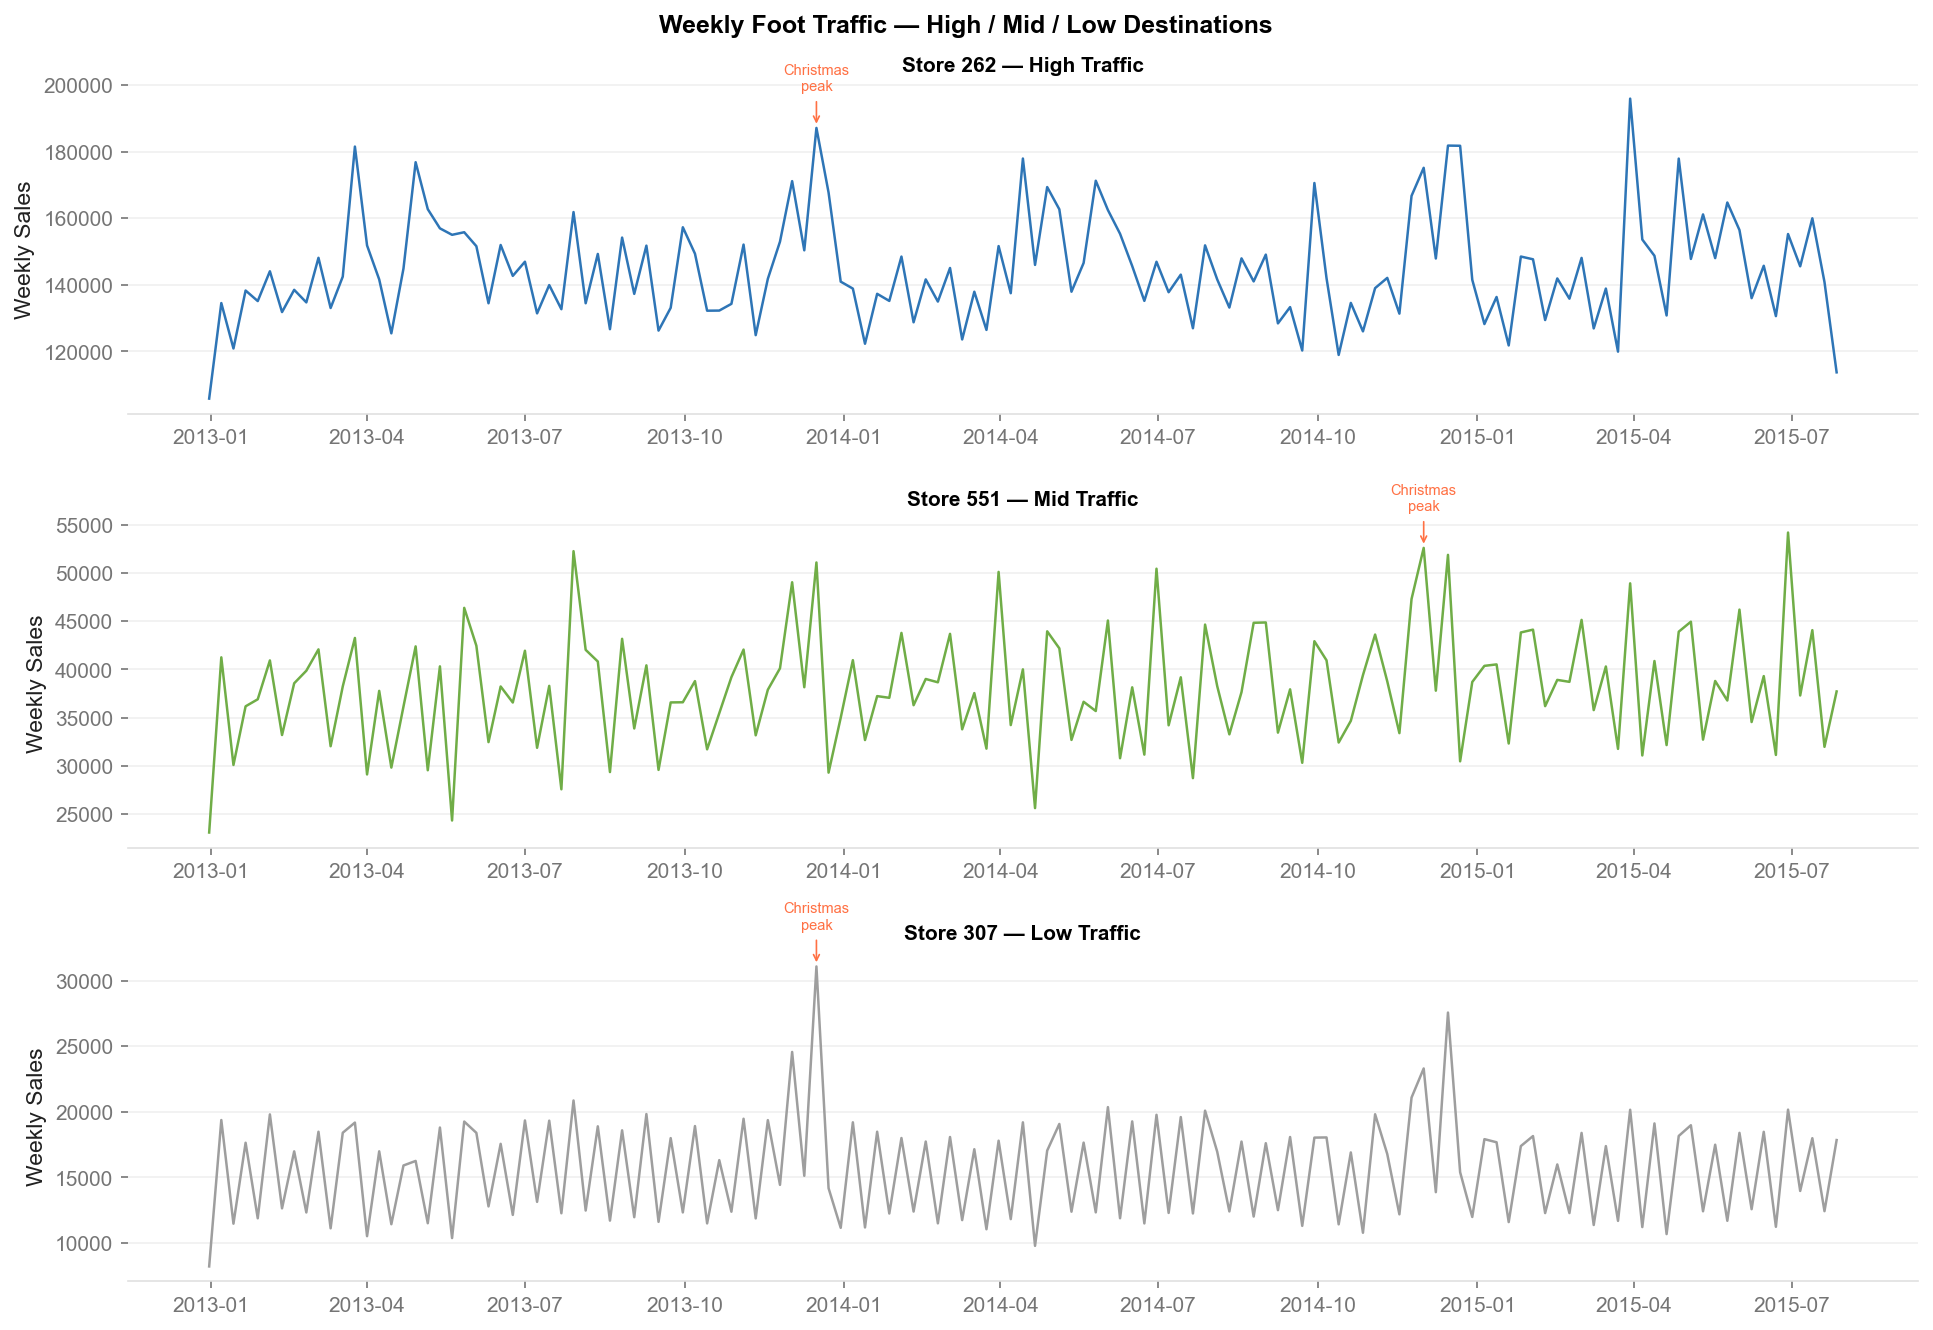 Weekly Foot Traffic — High / Mid / Low Destinations
Store 262 — High Traffic
Christmas
peak
Weekly Sales
200000
180000
160000
140000
120000
2013-01 2013-04 2013-07 2013-10 2014-01 2014-04 2014-07 2014-10 2015-01 2015-04 2015-07
Store 551 — Mid Traffic
Christmas
peak
Weekly Sales
55000
50000
45000
40000
35000
30000
25000
2013-01 2013-04 2013-07 2013-10 2014-01 2014-04 2014-07 2014-10 2015-01 2015-04 2015-07
Christmas
peak
Store 307 — Low Traffic
Weekly Sales
30000
25000
20000
15000
10000
2013-01 2013-04 2013-07 2013-10 2014-01 2014-04 2014-07 2014-10 2015-01 2015-04 2015-07